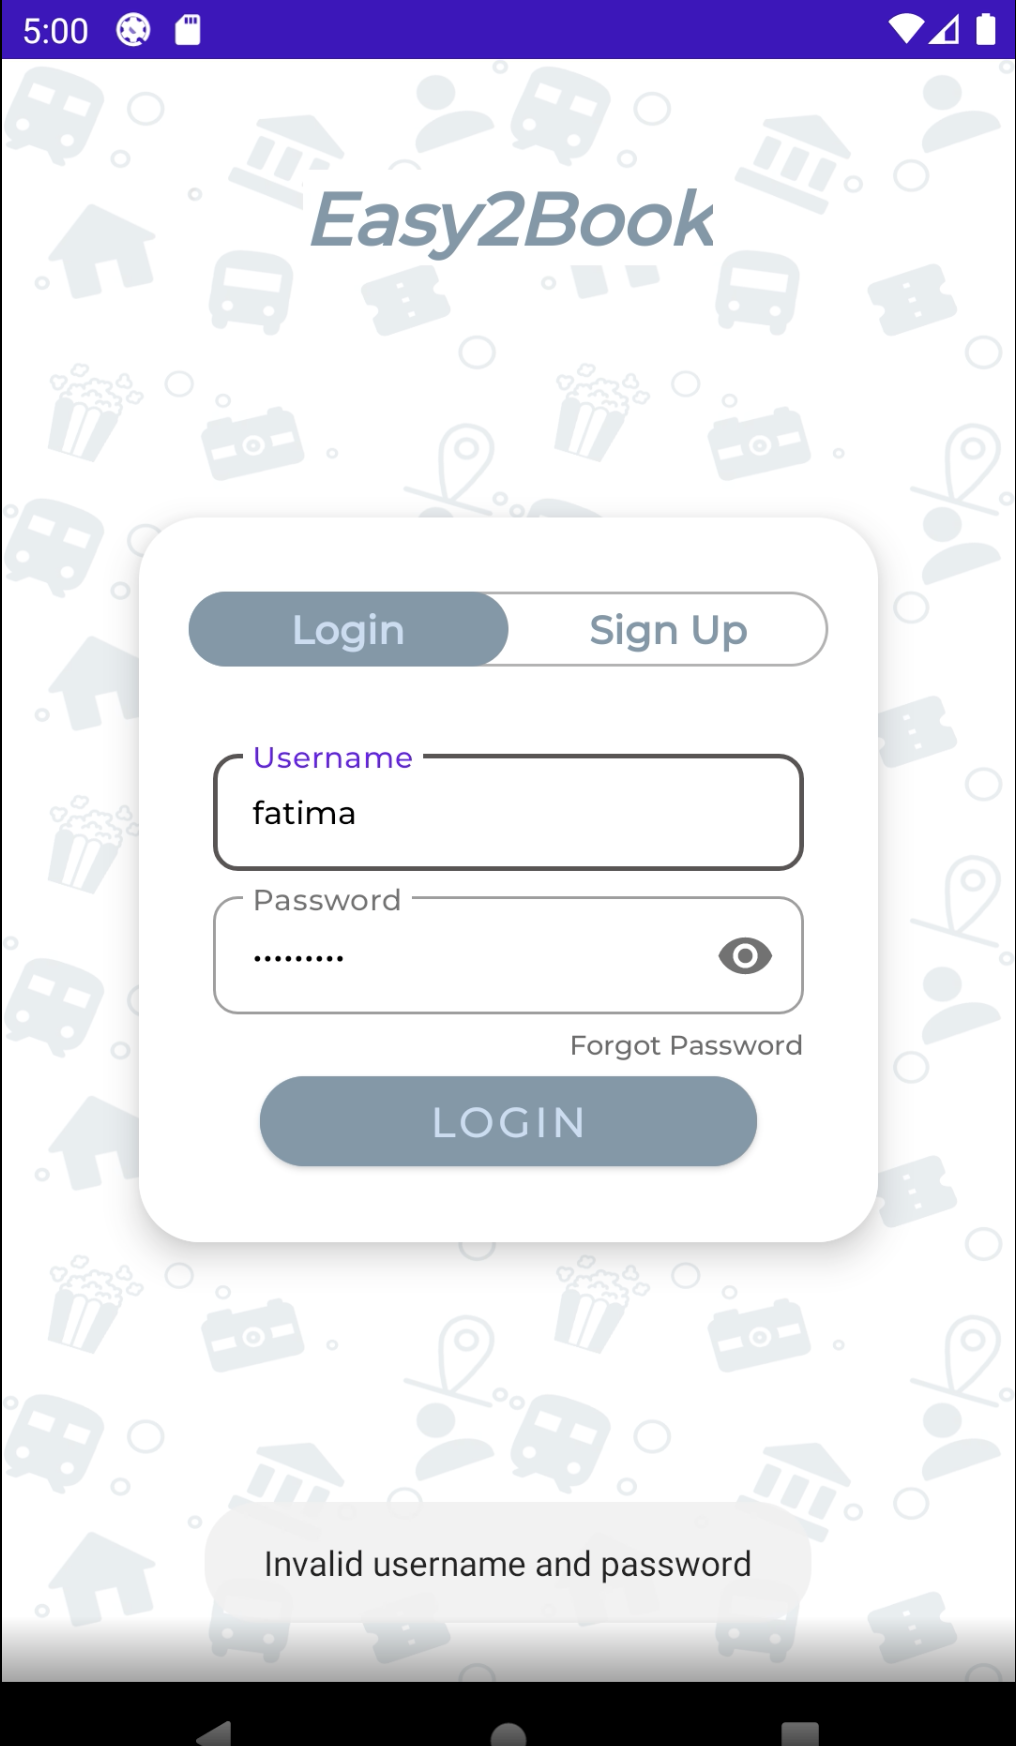 5:00
Easy2Book
Login
Sign Up
Username
fatima
Password
•••••••••
Forgot Password
LOGIN
Invalid username and password